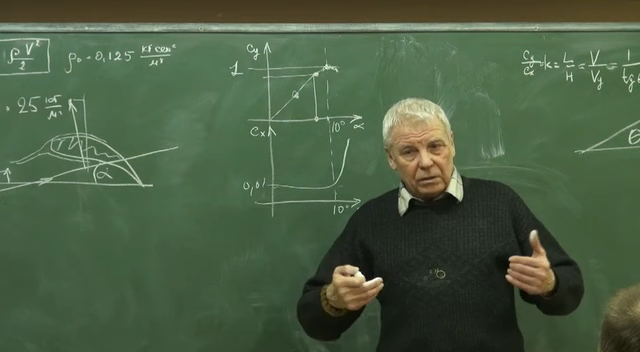 ρV²/2
ρ₀ = 0,125 кг сек²/м⁴
= 25 кг/м²
α
Cy
1
10° α
Cx
0,01
10°
Cy/Cx = K = L/H = V/Vy = 1/tg θ
θ